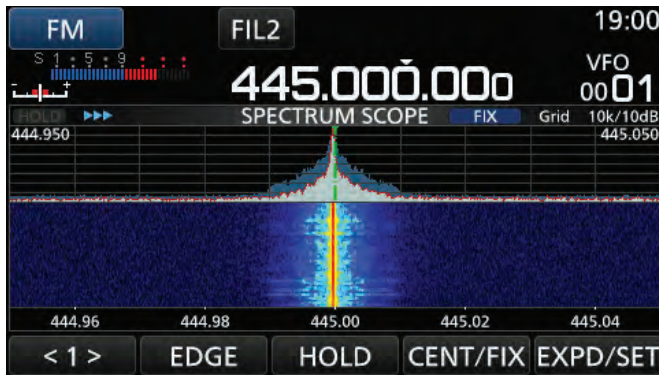 FM FIL2 19:00
S 1 • 5 • 9 • • •
445.000.000 VFO
- + 00 01
HOLD ▶▶▶ SPECTRUM SCOPE FIX Grid 10k/10dB
444.950 445.050
444.96 444.98 445.00 445.02 445.04
< 1 > EDGE HOLD CENT/FIX EXPD/SET